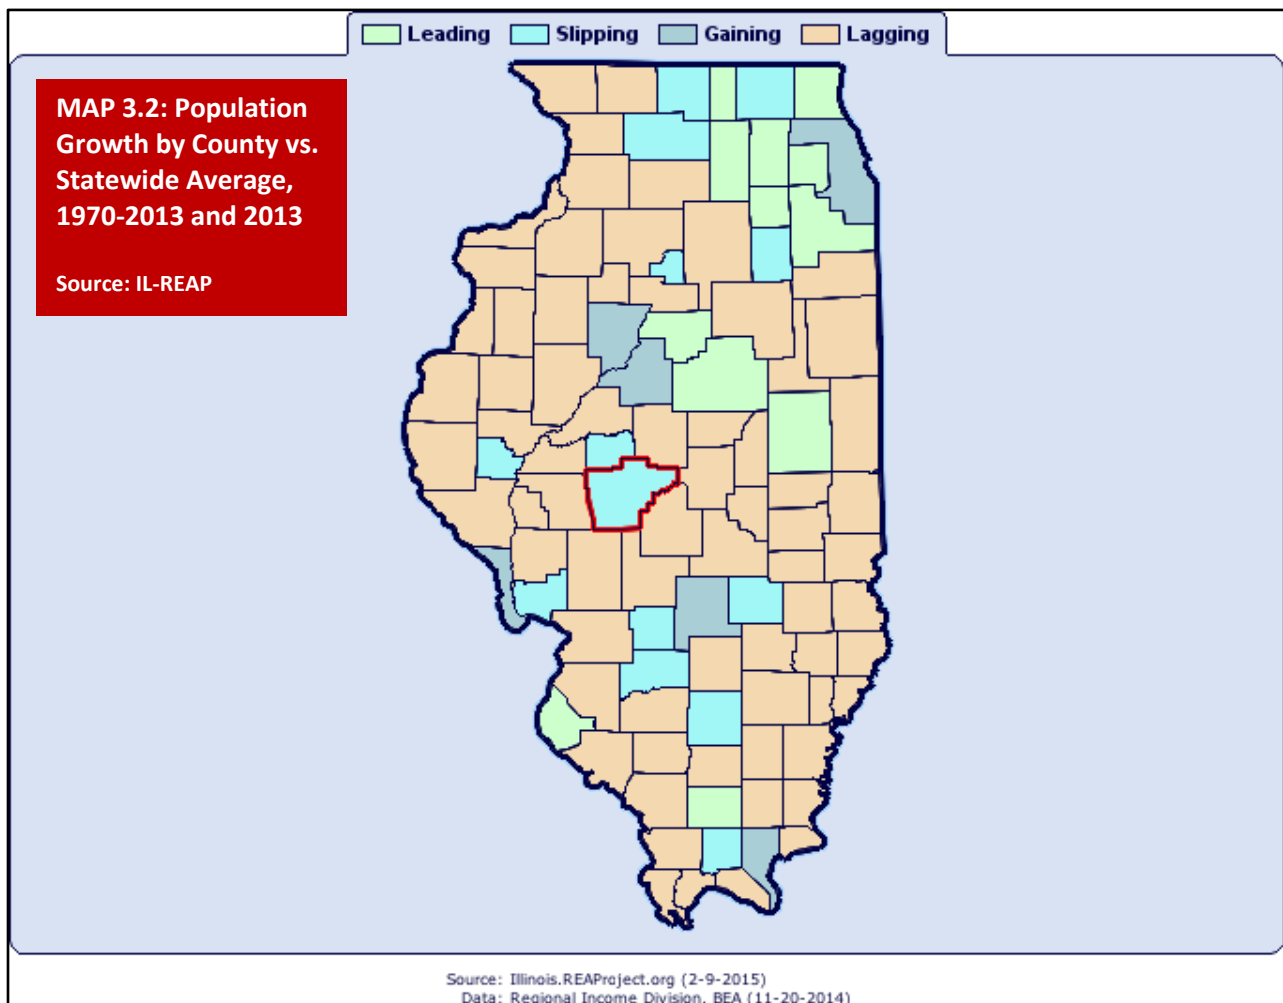 Leading Slipping Gaining Lagging
MAP 3.2: Population
Growth by County vs.
Statewide Average,
1970-2013 and 2013
Source: IL-REAP
Source: Illinois.REAProject.org (2-9-2015)
Data: Regional Income Division, BEA (11-20-2014)